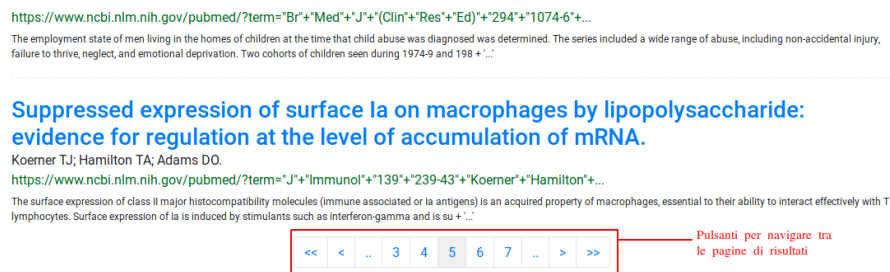 https://www.ncbi.nlm.nih.gov/pubmed/?term="Br"+"Med"+"J"+"(Clin"+"Res"+"Ed)"+"294"+"1074-6"+...
The employment state of men living in the homes of children at the time that child abuse was diagnosed was determined. The series included a wide range of abuse, including non-accidental injury,
failure to thrive, neglect, and emotional deprivation. Two cohorts of children seen during 1974-9 and 198 + '...'
Suppressed expression of surface Ia on macrophages by lipopolysaccharide:
evidence for regulation at the level of accumulation of mRNA.
Koerner TJ; Hamilton TA; Adams DO.
https://www.ncbi.nlm.nih.gov/pubmed/?term="J"+"Immunol"+"139"+"239-43"+"Koerner"+"Hamilton"+...
The surface expression of class II major histocompatibility molecules (immune associated or Ia antigens) is an acquired property of macrophages, essential to their ability to interact effectively with T
lymphocytes. Surface expression of Ia is induced by stimulants such as interferon-gamma and is su + '...'
<< < .. 3 4 5 6 7 .. > >>
Pulsanti per navigare tra
le pagine di risultati